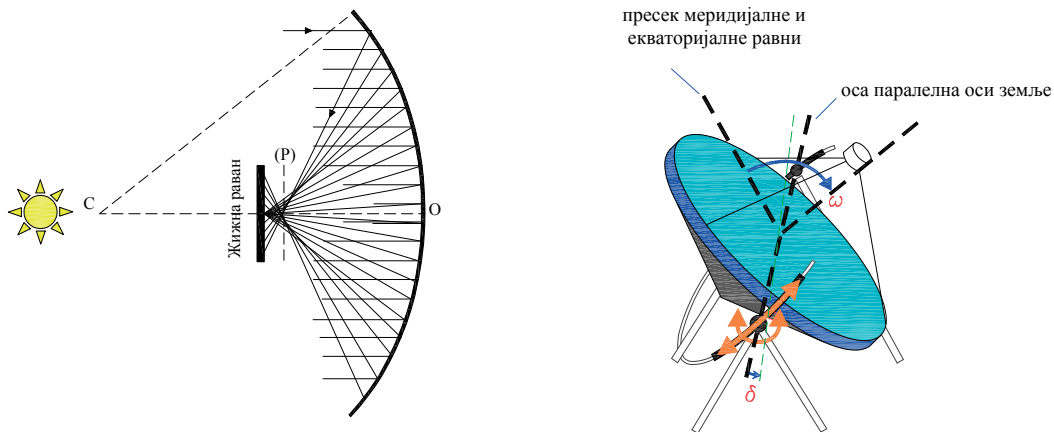 C
Жижна раван
(P)
O
пресек меридијалне и
екваторијалне равни
оса паралелна оси земље
ω
δ